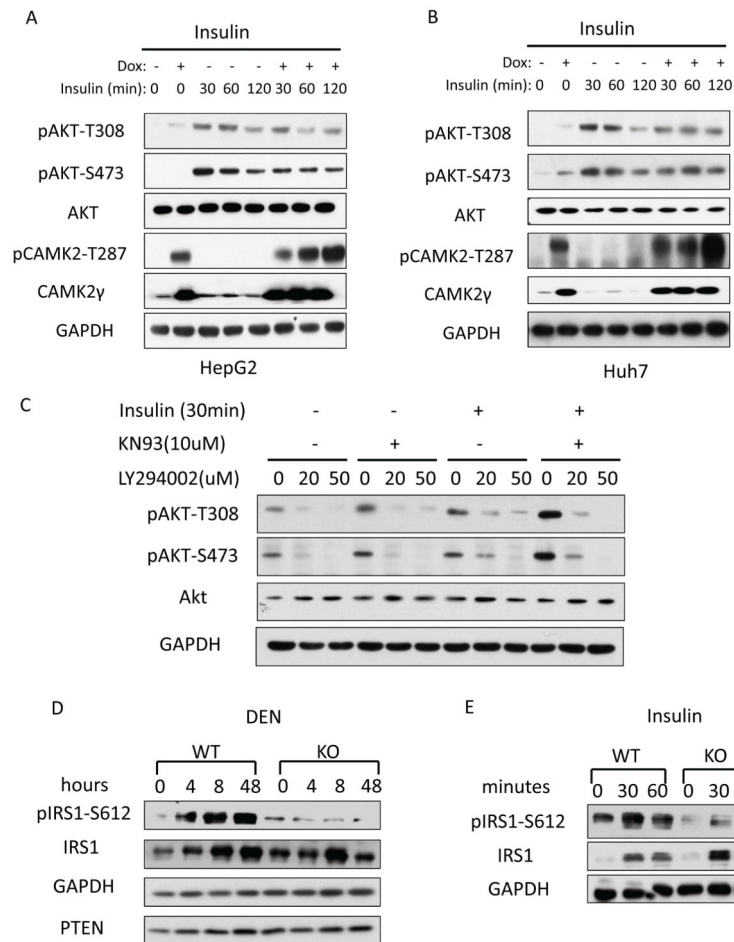 A
Insulin
Dox: - + - - - + + +
Insulin (min): 0 0 30 60 120 30 60 120
pAKT-T308
pAKT-S473
AKT
pCAMK2-T287
CAMK2γ
GAPDH
HepG2
B
Insulin
Dox: - + - - - + + +
Insulin (min): 0 0 30 60 120 30 60 120
pAKT-T308
pAKT-S473
AKT
pCAMK2-T287
CAMK2γ
GAPDH
Huh7
C
Insulin (30min) - - + +
KN93(10uM) - + - +
LY294002(uM) 0 20 50 0 20 50 0 20 50 0 20 50
pAKT-T308
pAKT-S473
Akt
GAPDH
D
DEN
WT KO
hours 0 4 8 48 0 4 8 48
pIRS1-S612
IRS1
GAPDH
PTEN
E
Insulin
WT KO
minutes 0 30 60 0 30
pIRS1-S612
IRS1
GAPDH